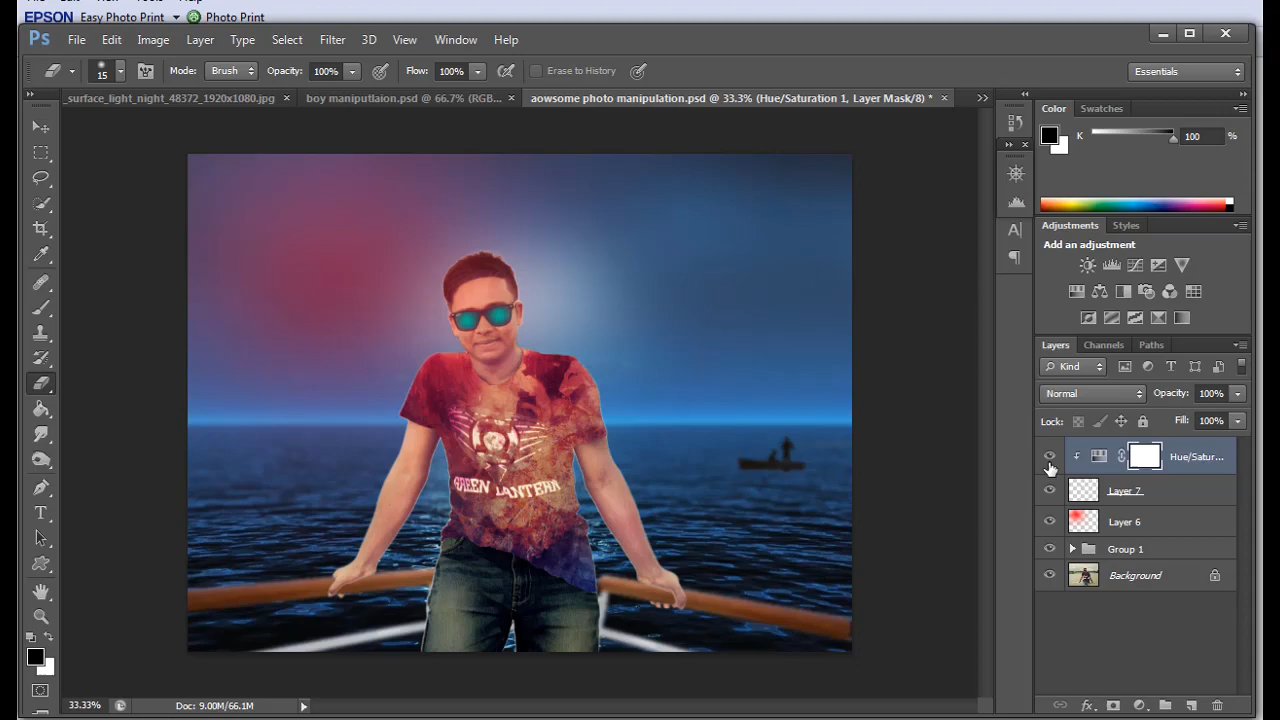 EPSON Easy Photo Print Photo Print
Ps File Edit Image Layer Type Select Filter 3D View Window Help
15 Mode: Brush Opacity: 100% Flow: 100% Erase to History Essentials
_surface_light_night_48372_1920x1080.jpg × boy maniputlaion.psd @ 66.7% (RGB... × aowsome photo manipulation.psd @ 33.3% (Hue/Saturation 1, Layer Mask/8) * ×
Color Swatches
K 100 %
Adjustments Styles
Add an adjustment
Layers Channels Paths
Kind
Normal Opacity: 100%
Lock: Fill: 100%
Hue/Satur...
Layer 7
Layer 6
Group 1
Background
GREEN LANTERN
33.33% Doc: 9.00M/66.1M
fx